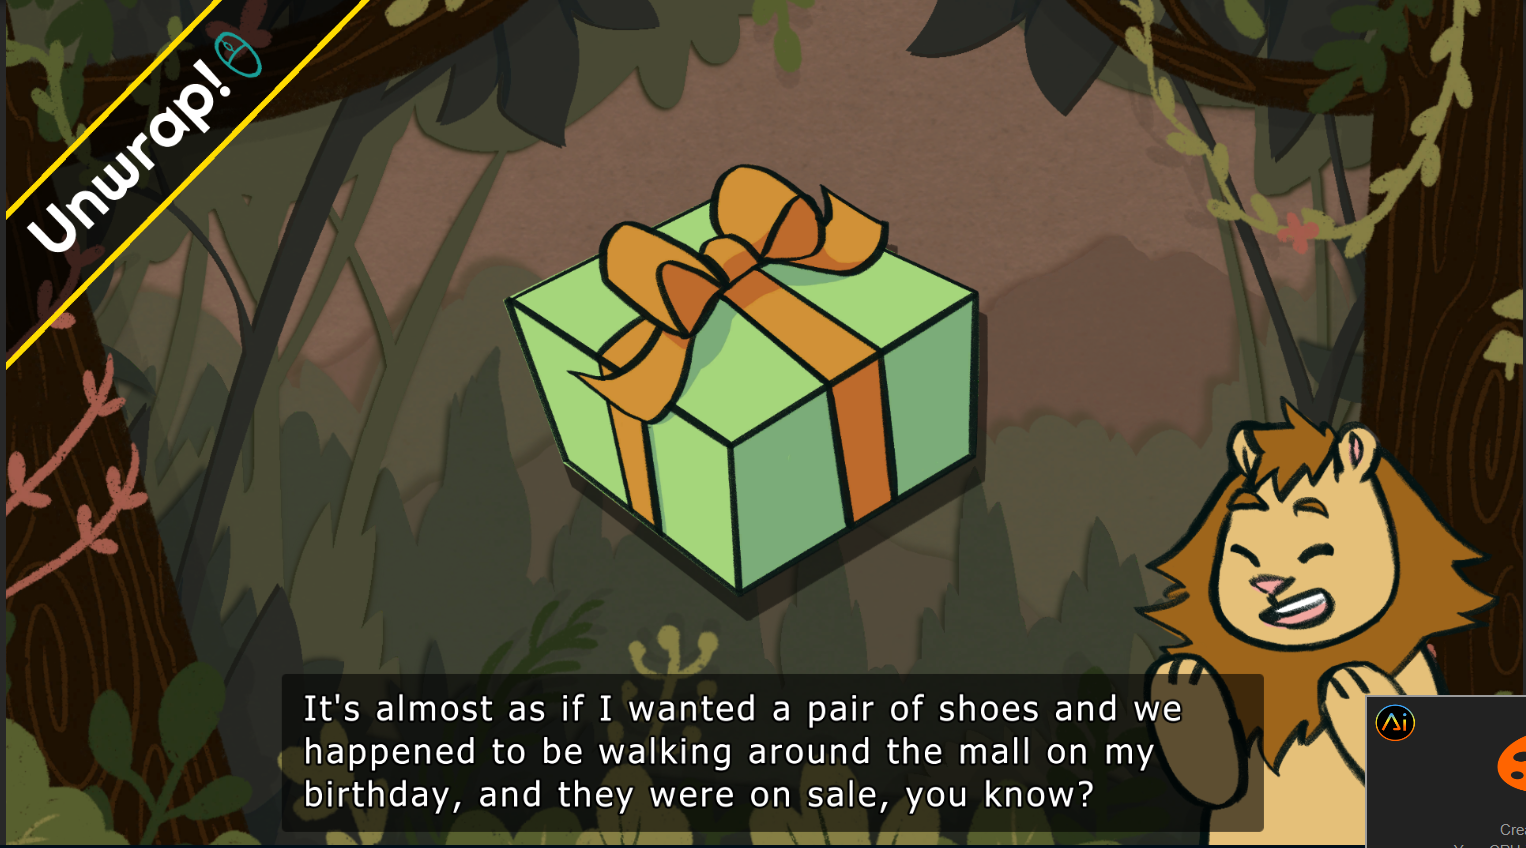 Unwrap!
It's almost as if I wanted a pair of shoes and we
happened to be walking around the mall on my
birthday, and they were on sale, you know?
Ai